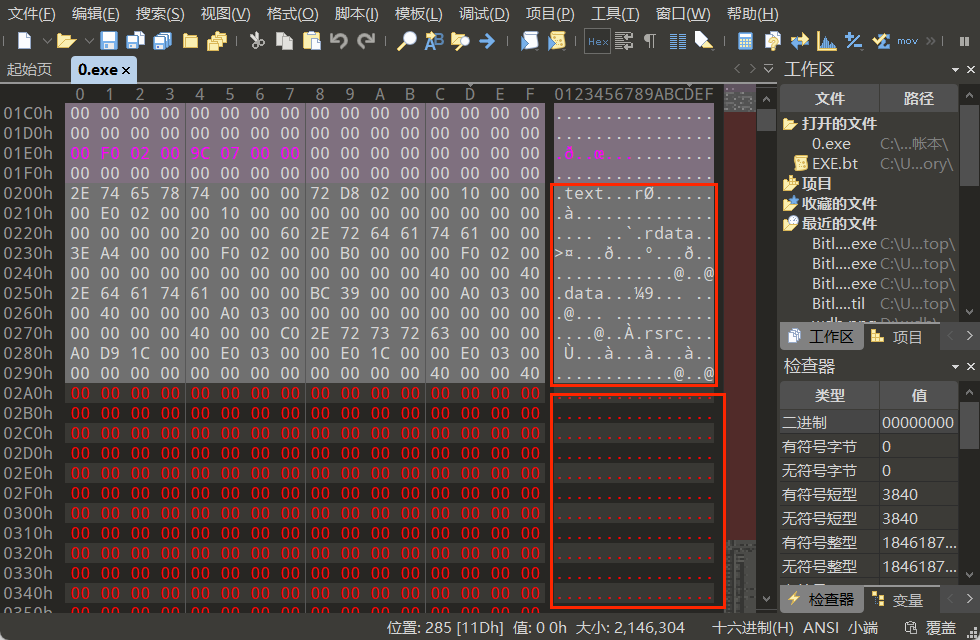 文件(F) 编辑(E) 搜索(S) 视图(V) 格式(O) 脚本(I) 模板(L) 调试(D) 项目(P) 工具(T) 窗口(W) 帮助(H)
Hex mov »
起始页 0.exe × 工作区
0 1 2 3 4 5 6 7 8 9 A B C D E F 0123456789ABCDEF
文件 路径
01C0h 00 00 00 00 00 00 00 00 00 00 00 00 00 00 00 00 ................
01D0h 00 00 00 00 00 00 00 00 00 00 00 00 00 00 00 00 ................
01E0h 00 F0 02 00 9C 07 00 00 00 00 00 00 00 00 00 00
01F0h 00 00 00 00 00 00 00 00 00 00 00 00 00 00 00 00 ................
0200h 2E 74 65 78 74 00 00 00 72 D8 02 00 00 10 00 00 .text...rØ......
0210h 00 E0 02 00 00 10 00 00 00 00 00 00 00 00 00 00 .à..............
0220h 00 00 00 00 20 00 00 60 2E 72 64 61 74 61 00 00 .... ..`.rdata..
0230h 3E A4 00 00 00 F0 02 00 00 B0 00 00 00 F0 02 00 >¤...ð...°...ð..
0240h 00 00 00 00 00 00 00 00 00 00 00 00 40 00 00 40 ............@..@
0250h 2E 64 61 74 61 00 00 00 BC 39 00 00 00 A0 03 00 .data...¼9... ..
0260h 00 40 00 00 00 A0 03 00 00 00 00 00 00 00 00 00 .@... ..........
0270h 00 00 00 00 40 00 00 C0 2E 72 73 72 63 00 00 00 ....@..À.rsrc...
0280h A0 D9 1C 00 00 E0 03 00 00 E0 1C 00 00 E0 03 00 Ù...à...à...à..
0290h 00 00 00 00 00 00 00 00 00 00 00 00 40 00 00 40 ............@..@
02A0h 00 00 00 00 00 00 00 00 00 00 00 00 00 00 00 00 ................
02B0h 00 00 00 00 00 00 00 00 00 00 00 00 00 00 00 00 ................
02C0h 00 00 00 00 00 00 00 00 00 00 00 00 00 00 00 00 ................
02D0h 00 00 00 00 00 00 00 00 00 00 00 00 00 00 00 00 ................
02E0h 00 00 00 00 00 00 00 00 00 00 00 00 00 00 00 00 ................
02F0h 00 00 00 00 00 00 00 00 00 00 00 00 00 00 00 00 ................
0300h 00 00 00 00 00 00 00 00 00 00 00 00 00 00 00 00 ................
0310h 00 00 00 00 00 00 00 00 00 00 00 00 00 00 00 00 ................
0320h 00 00 00 00 00 00 00 00 00 00 00 00 00 00 00 00 ................
0330h 00 00 00 00 00 00 00 00 00 00 00 00 00 00 00 00 ................
0340h 00 00 00 00 00 00 00 00 00 00 00 00 00 00 00 00 ................
0350h 00 00 00 00 00 00 00 00 00 00 00 00 00 00 00 00
打开的文件
0.exe C:\...帐本\
EXE.bt C:\U...ory\
项目
收藏的文件
最近的文件
Bitl....exe C:\U...top\
Bitl....exe C:\U...top\
Bitl....exe C:\U...top\
Bitl....til C:\U...top\
工作区 项目
检查器
类型 值
二进制 00000000
有符号字节 0
无符号字节 0
有符号短型 3840
无符号短型 3840
有符号整型 1846187...
无符号整型 1846187...
检查器 变量
位置: 285 [11Dh] 值: 0 0h 大小: 2,146,304 十六进制(H) ANSI 小端 覆盖